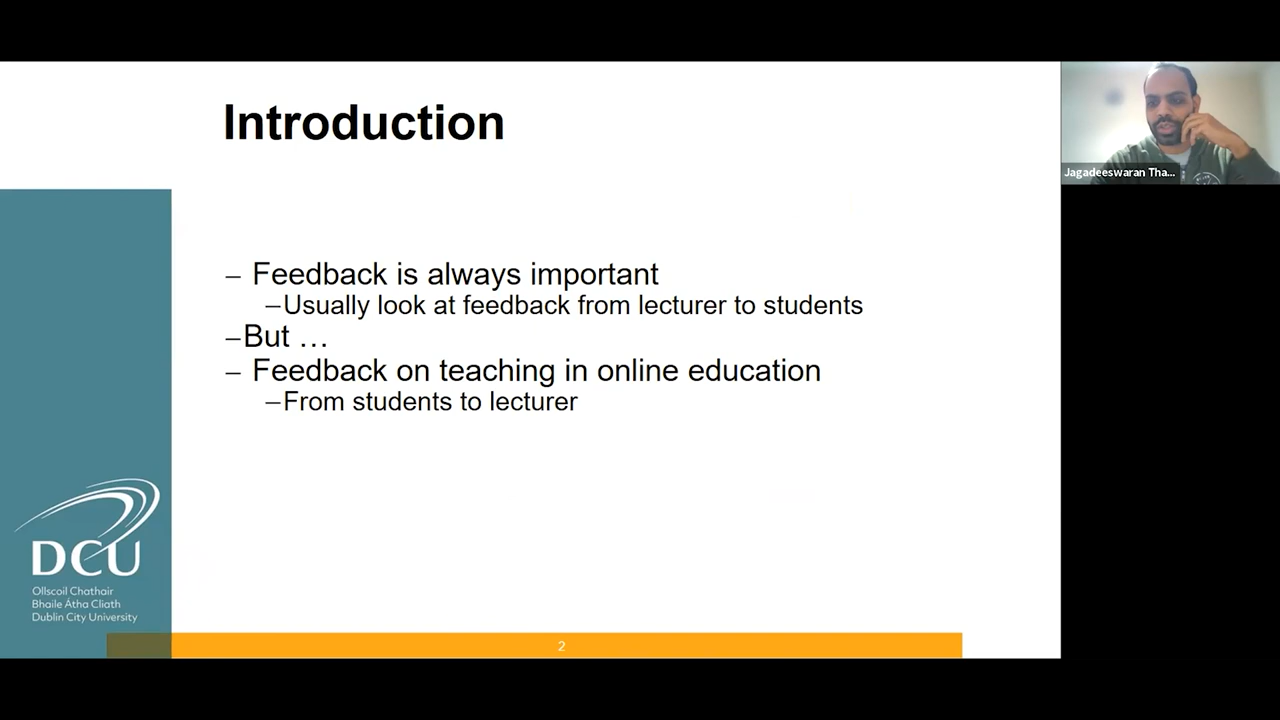 Introduction
– Feedback is always important
–Usually look at feedback from lecturer to students
–But …
– Feedback on teaching in online education
–From students to lecturer
DCU
Ollscoil Chathair
Bhaile Átha Cliath
Dublin City University
2
Jagadeeswaran Tha...